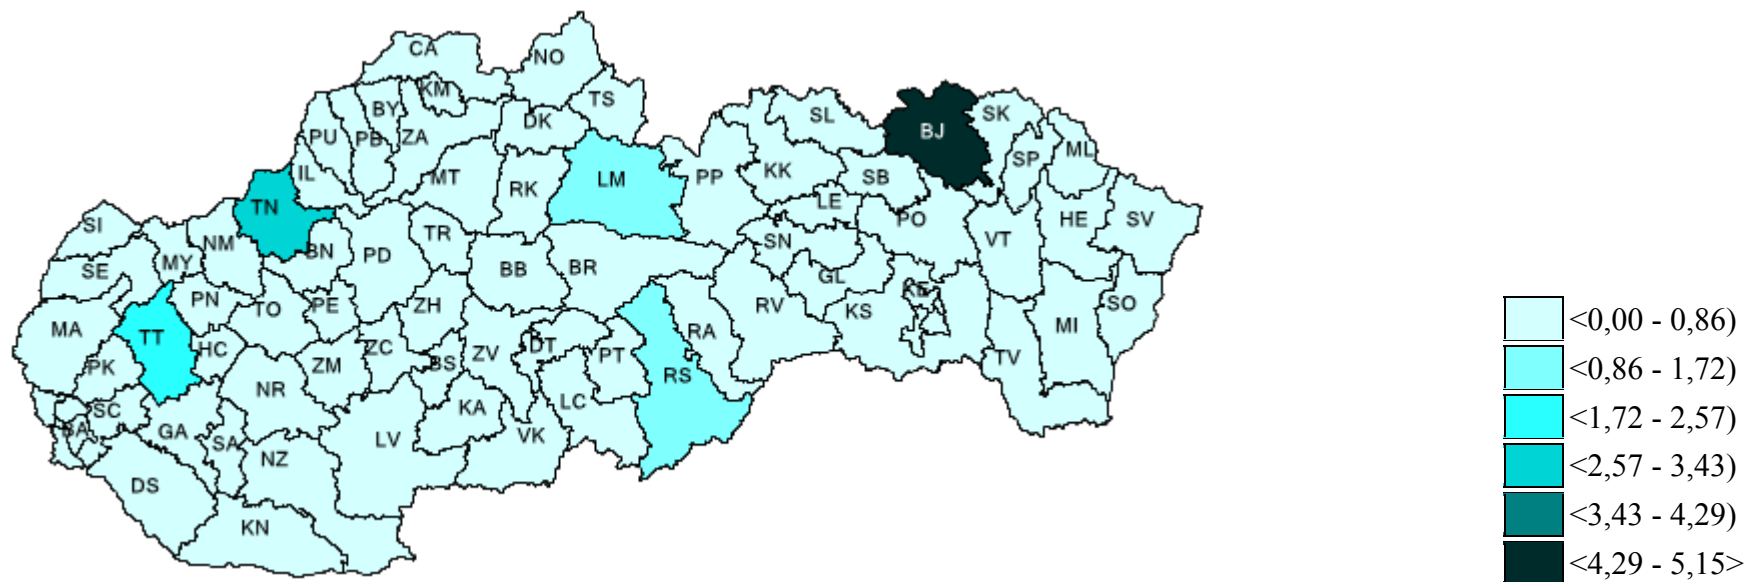 CA
NO
KM
TS
BY
SL
SK
PU
PB
ZA
DK
BJ
ML
SP
IL
MT
RK
LM
PP
KK
SB
TN
LE
SI
NM
TR
PO
HE
SV
BN
SN
VT
MY
PD
SE
BB
BR
GL
PN
TO
PE
ZH
RV
KS
KE
SO
MA
TT
HC
ZC
ZV
DT
PT
RA
MI
<0,00 - 0,86)
PK
ZM
BS
RS
TV
<0,86 - 1,72)
NR
SC
KA
LC
<1,72 - 2,57)
BA
GA
SA
LV
VK
NZ
<2,57 - 3,43)
DS
KN
<3,43 - 4,29)
<4,29 - 5,15>